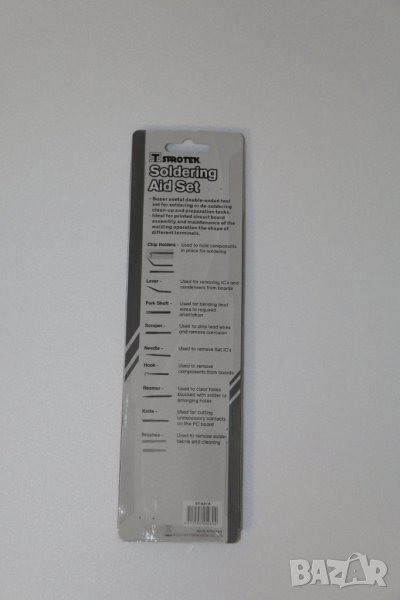 SPROTEK
Soldering
Aid Set
- Super useful double-ended tool
set for soldering or de-soldering
clean-up and preparation tasks.
- Ideal for printed circuit board
assembly and maintenance of the
welding operation the shape of
different terminals.
Chip Holders - Used to hold components
in place for soldering
Lever - Used for removing IC's and
condensers from boards
Fork Shaft - Used for bending lead
wires to required
orientation
Scraper - Used to strip lead wires
and remove corrosion
Needle - Used to remove flat IC's
Hook - Used to remove
components from boards
Reamer - Used to clear holes
blocked with solder or
enlarging holes
Knife - Used for cutting
unnecessary contacts
on the PC board
Brushes - Used to remove solder
debris and cleaning
BAZAR